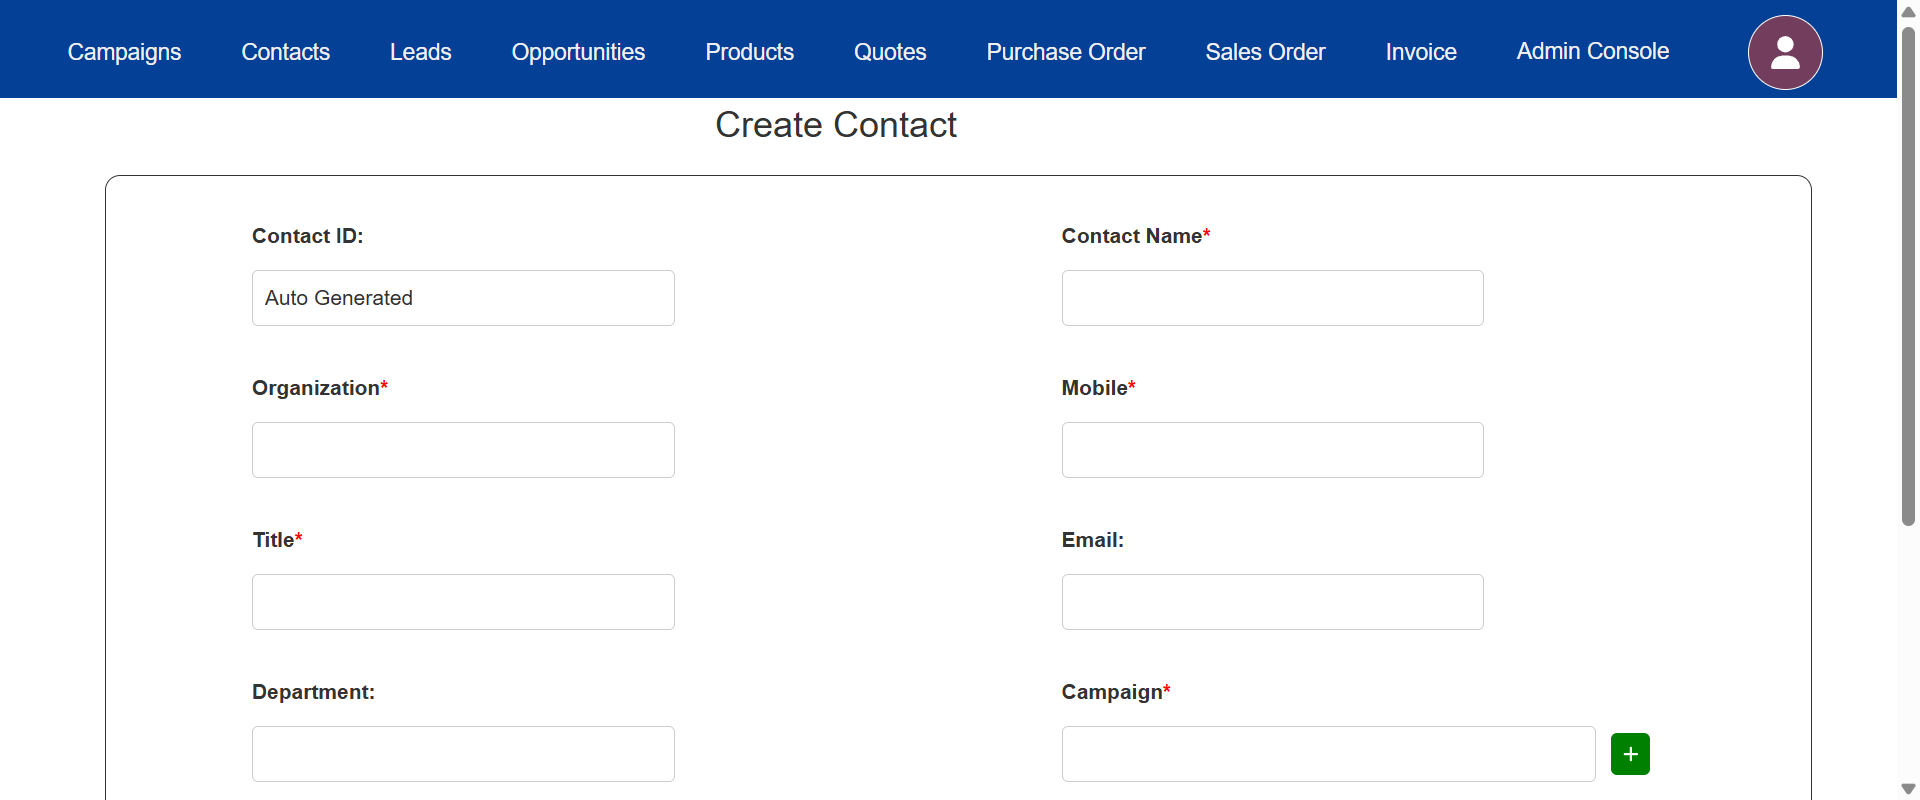 Campaigns Contacts Leads Opportunities Products Quotes Purchase Order Sales Order Invoice Admin Console
Create Contact
Contact ID: Contact Name*
Auto Generated
Organization* Mobile*
Title* Email:
Department: Campaign*
+